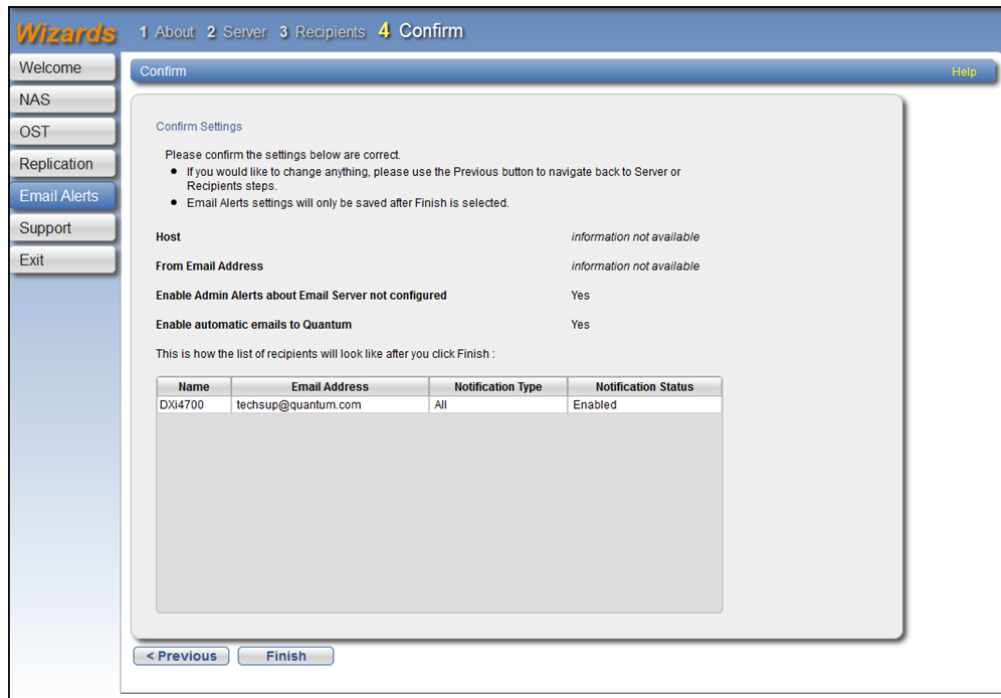 Wizards 1 About 2 Server 3 Recipients 4 Confirm
Welcome
NAS
OST
Replication
Email Alerts
Support
Exit
Confirm Help
Confirm Settings
Please confirm the settings below are correct.
• If you would like to change anything, please use the Previous button to navigate back to Server or
Recipients steps.
• Email Alerts settings will only be saved after Finish is selected.
Host information not available
From Email Address information not available
Enable Admin Alerts about Email Server not configured Yes
Enable automatic emails to Quantum Yes
This is how the list of recipients will look like after you click Finish :
Name Email Address Notification Type Notification Status
DXi4700 techsup@quantum.com All Enabled
< Previous Finish